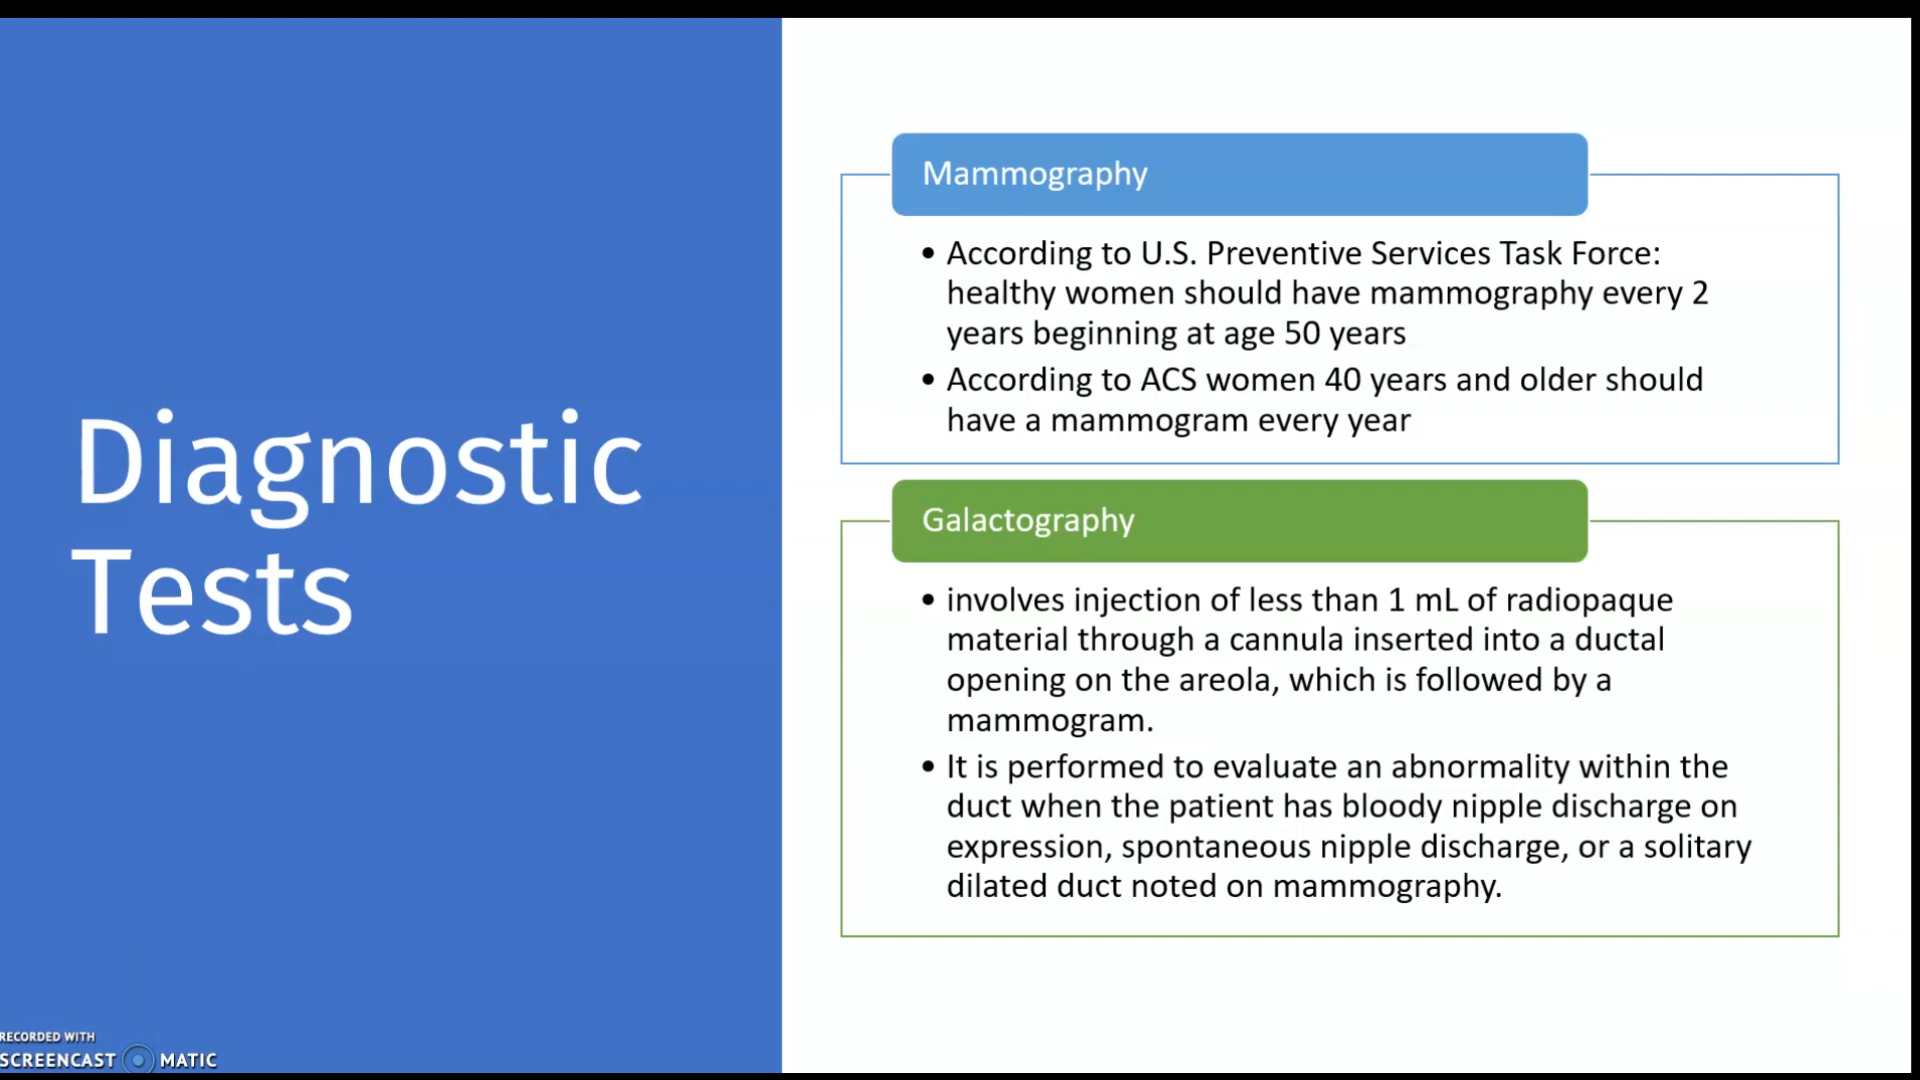 Diagnostic
Tests
Mammography
• According to U.S. Preventive Services Task Force:
healthy women should have mammography every 2
years beginning at age 50 years
• According to ACS women 40 years and older should
have a mammogram every year
Galactography
• involves injection of less than 1 mL of radiopaque
material through a cannula inserted into a ductal
opening on the areola, which is followed by a
mammogram.
• It is performed to evaluate an abnormality within the
duct when the patient has bloody nipple discharge on
expression, spontaneous nipple discharge, or a solitary
dilated duct noted on mammography.
RECORDED WITH
SCREENCAST MATIC